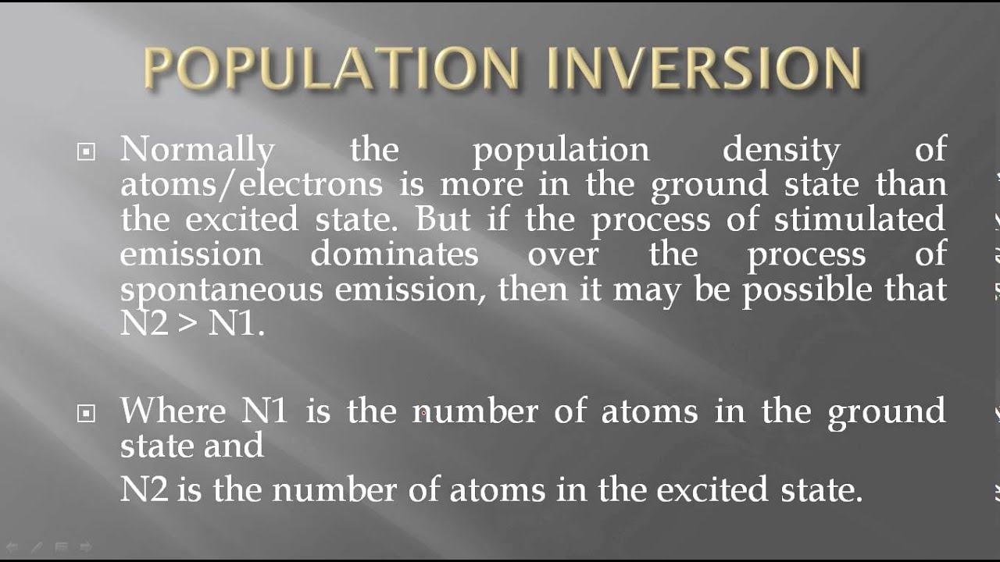 POPULATION INVERSION
Normally the population density of
atoms/electrons is more in the ground state than
the excited state. But if the process of stimulated
emission dominates over the process of
spontaneous emission, then it may be possible that
N2 > N1.
Where N1 is the number of atoms in the ground
state and
N2 is the number of atoms in the excited state.